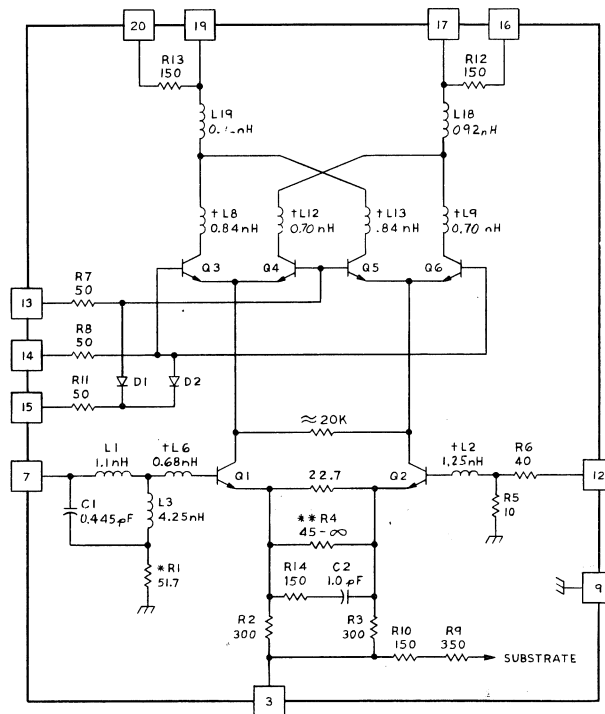 20 19 17 16
R13
150
R12
150
L19
L18
0.92nH
†L8
0.84nH
†L12
0.70nH
†L13
.84nH
†L9
0.70nH
Q3 Q4 Q5 Q6
13
R7
50
14
R8
50
15
R11
50
D1 D2
≈20K
7
L1
1.1nH
†L6
0.68nH
Q1
22.7
Q2
†L2
1.25nH
R6
40
12
C1
0.445pF
L3
4.25nH
**R4
45-∞
R5
10
*R1
51.7
R14
150
C2
1.0pF
9
R2
300
R3
300
R10
150
R9
350
SUBSTRATE
3